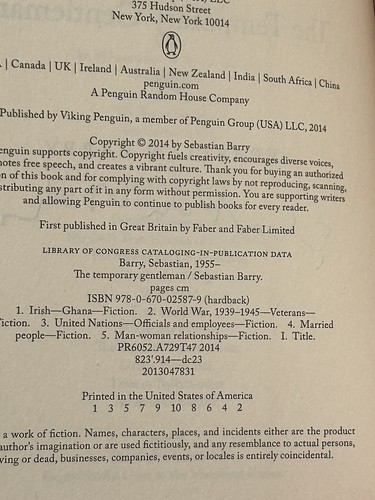 375 Hudson Street
New York, New York 10014
| Canada | UK | Ireland | Australia | New Zealand | India | South Africa | China
penguin.com
A Penguin Random House Company
Published by Viking Penguin, a member of Penguin Group (USA) LLC, 2014
Copyright © 2014 by Sebastian Barry
enguin supports copyright. Copyright fuels creativity, encourages diverse voices,
notes free speech, and creates a vibrant culture. Thank you for buying an authorized
n of this book and for complying with copyright laws by not reproducing, scanning,
stributing any part of it in any form without permission. You are supporting writers
and allowing Penguin to continue to publish books for every reader.
First published in Great Britain by Faber and Faber Limited
LIBRARY OF CONGRESS CATALOGING-IN-PUBLICATION DATA
Barry, Sebastian, 1955–
The temporary gentleman / Sebastian Barry.
pages cm
ISBN 978-0-670-02587-9 (hardback)
1. Irish—Ghana—Fiction. 2. World War, 1939–1945—Veterans—
iction. 3. United Nations—Officials and employees—Fiction. 4. Married
people—Fiction. 5. Man-woman relationships—Fiction. I. Title.
PR6052.A729T47 2014
823'.914—dc23
2013047831
Printed in the United States of America
1 3 5 7 9 10 8 6 4 2
a work of fiction. Names, characters, places, and incidents either are the product
author's imagination or are used fictitiously, and any resemblance to actual persons,
ving or dead, businesses, companies, events, or locales is entirely coincidental.